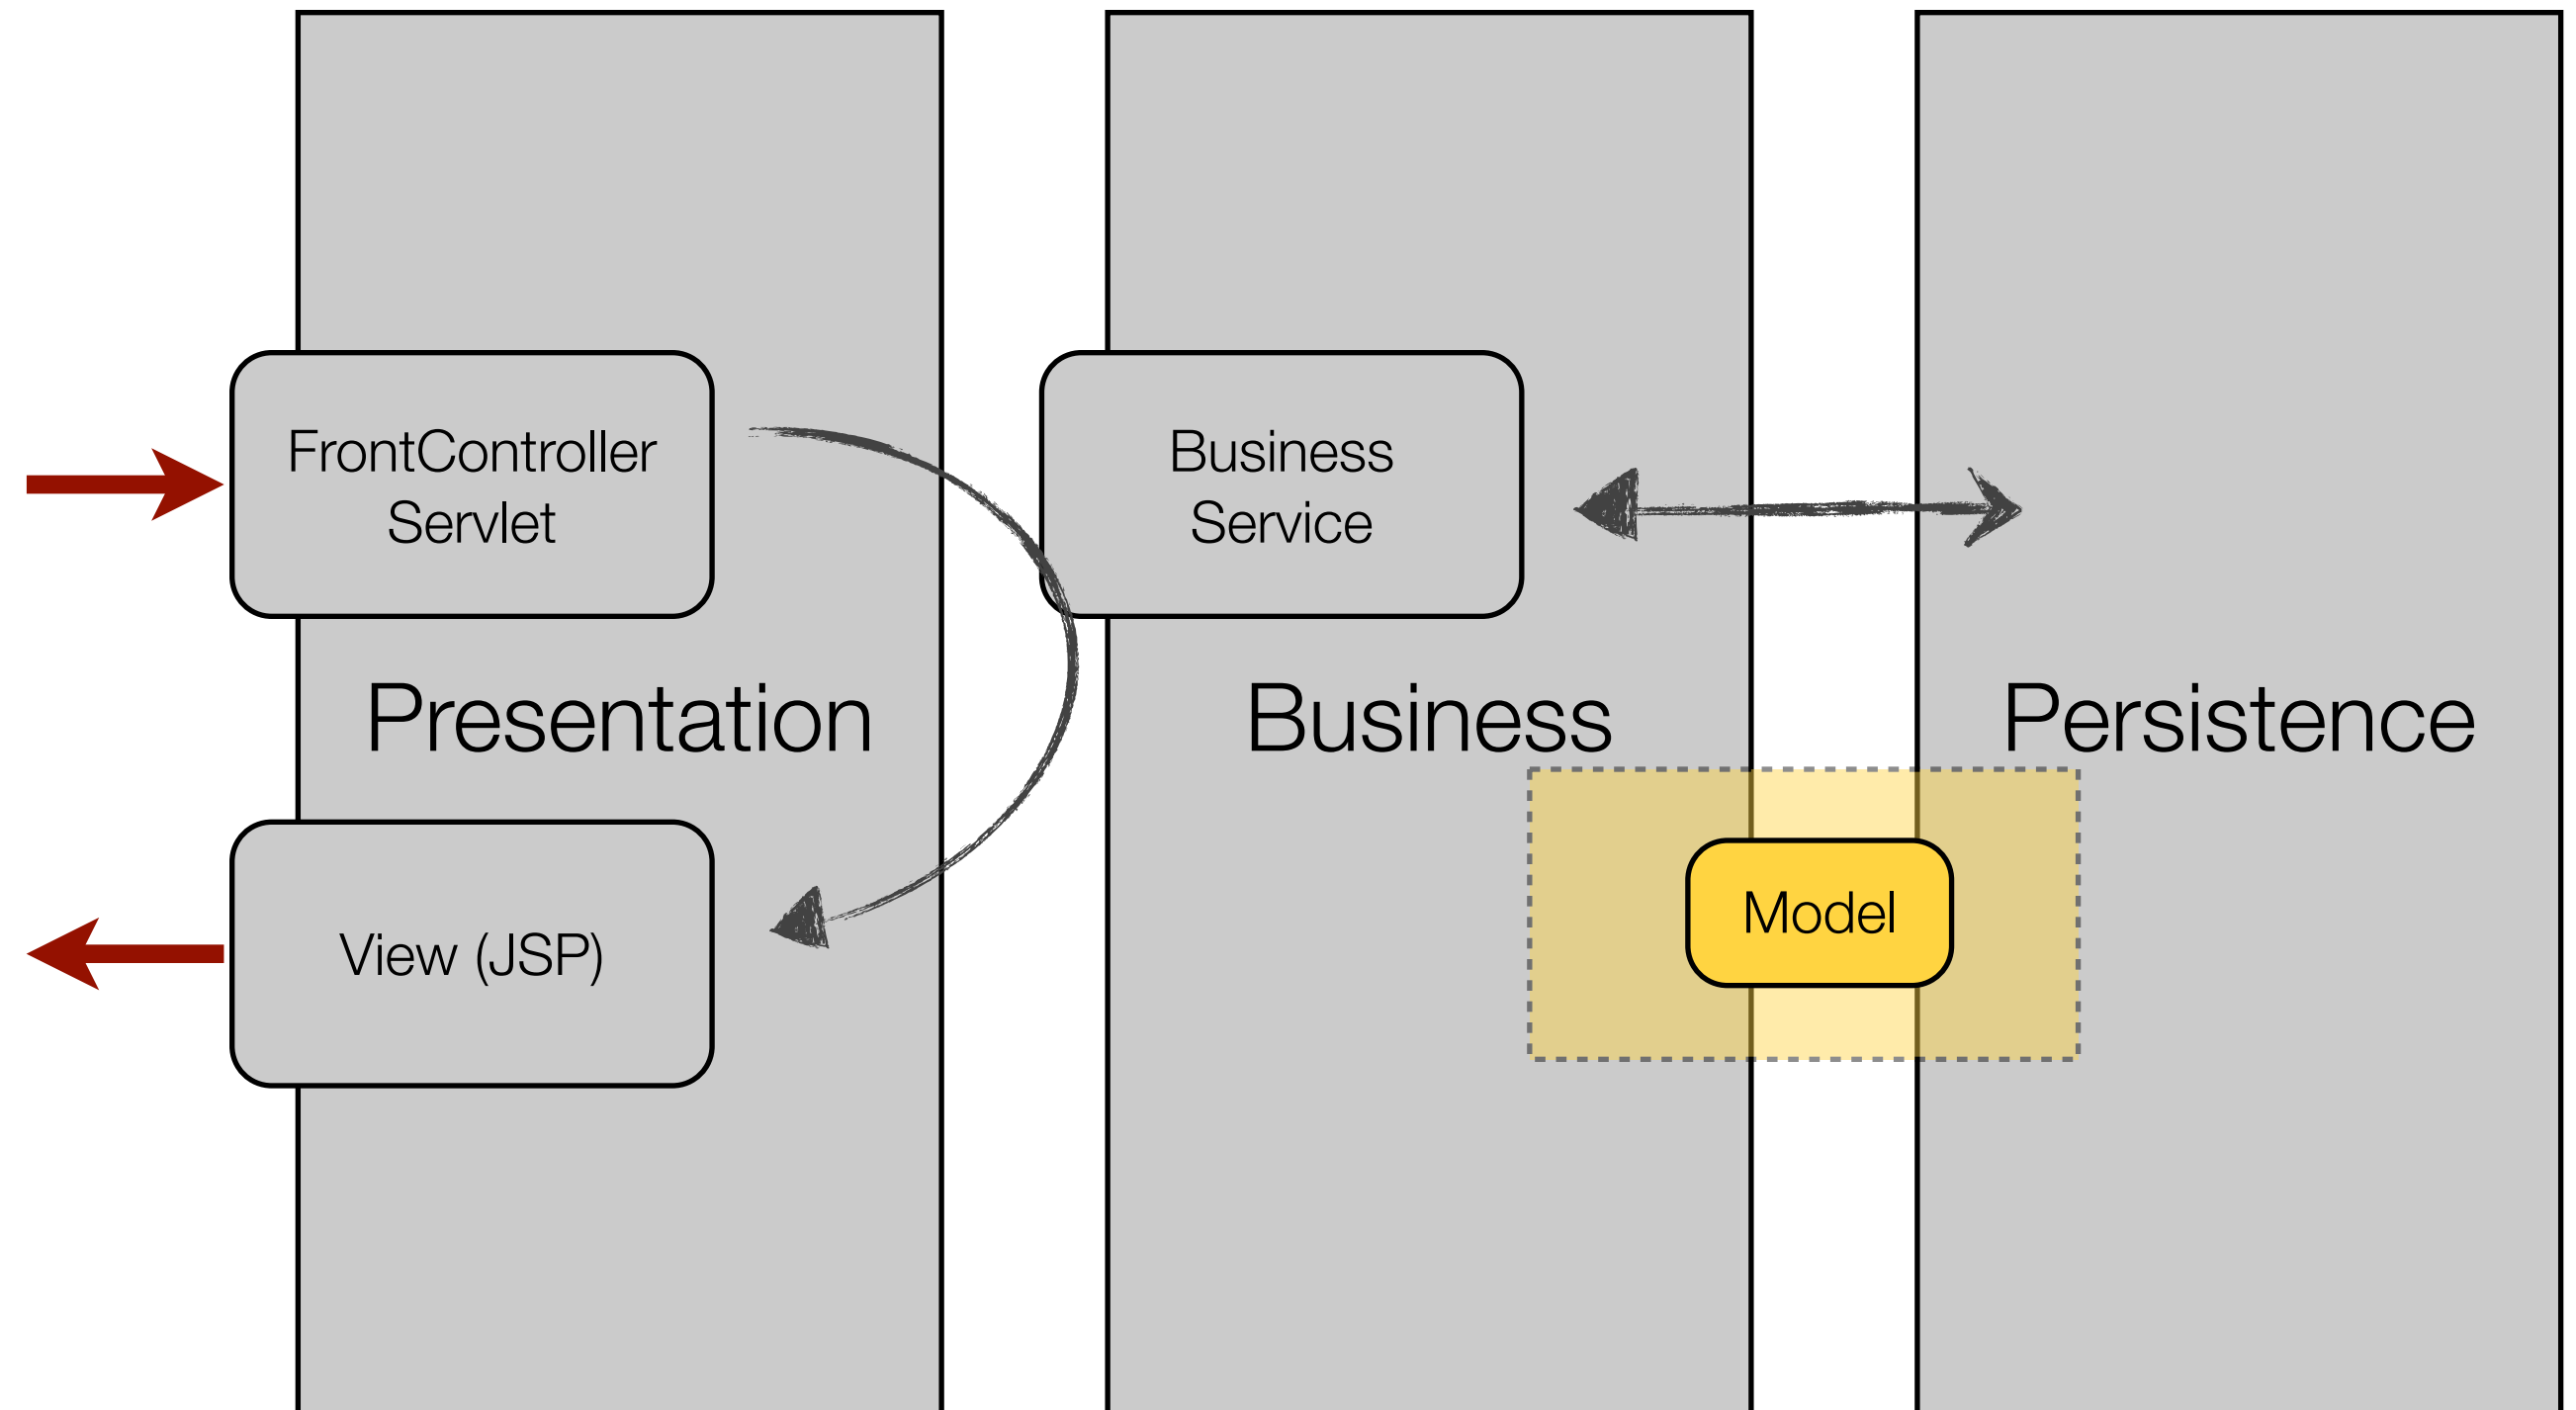 FrontController
Servlet
Business
Service
Presentation
Business
Persistence
View (JSP)
Model